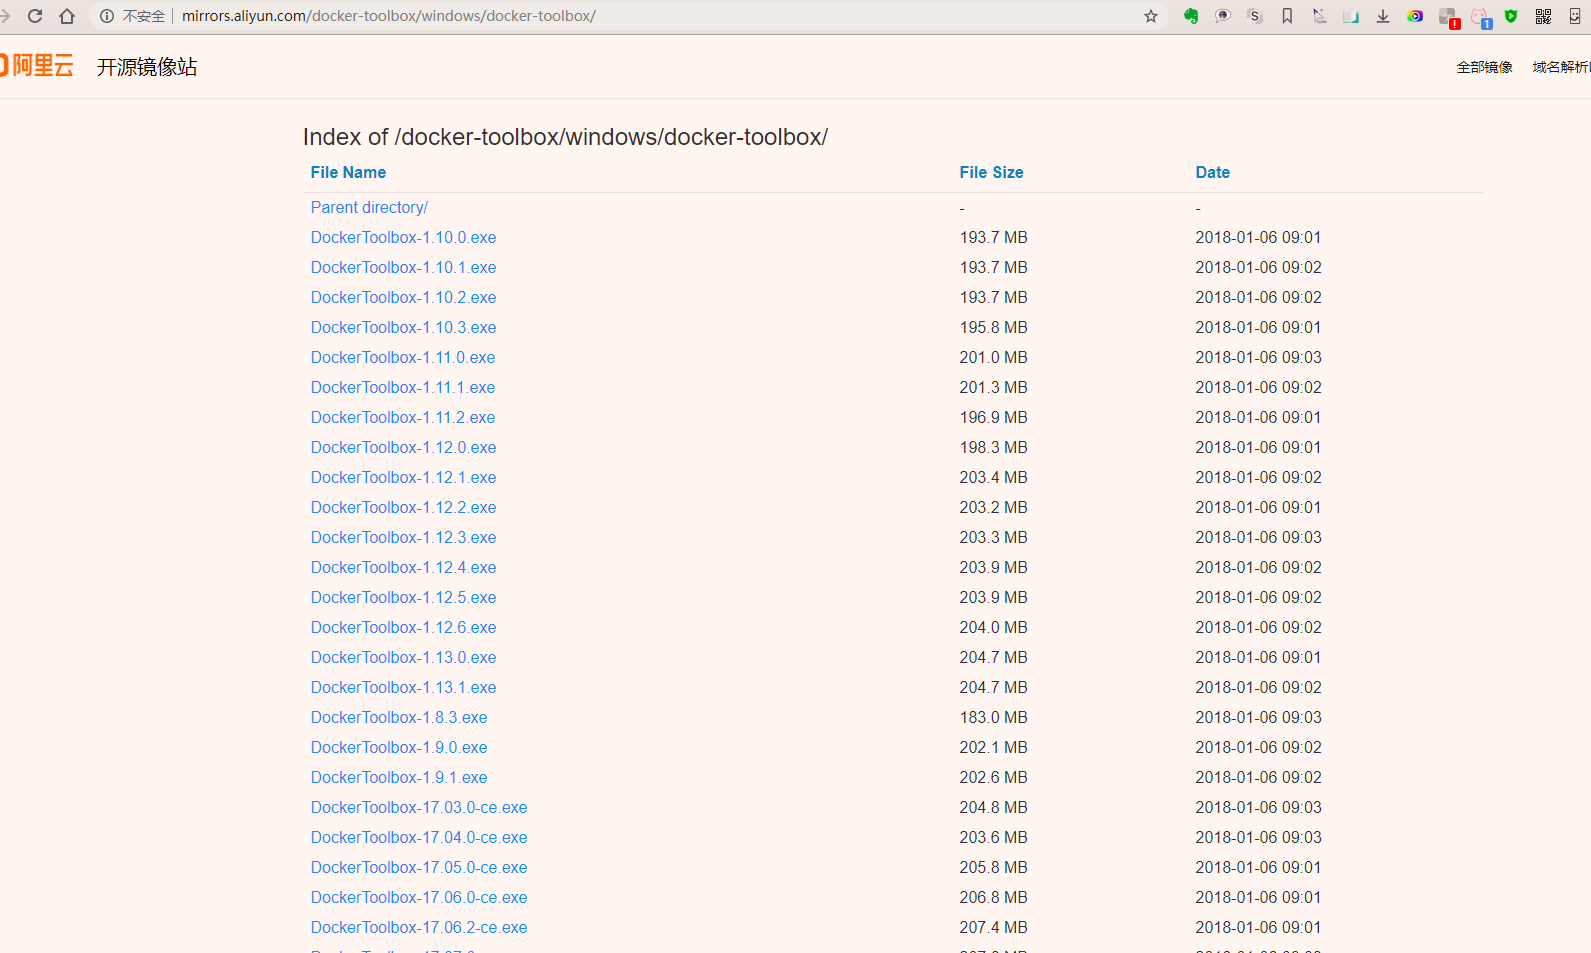 不安全 mirrors.aliyun.com/docker-toolbox/windows/docker-toolbox/
阿里云 开源镜像站 全部镜像 域名解析
Index of /docker-toolbox/windows/docker-toolbox/
File Name File Size Date
Parent directory/ - -
DockerToolbox-1.10.0.exe 193.7 MB 2018-01-06 09:01
DockerToolbox-1.10.1.exe 193.7 MB 2018-01-06 09:02
DockerToolbox-1.10.2.exe 193.7 MB 2018-01-06 09:02
DockerToolbox-1.10.3.exe 195.8 MB 2018-01-06 09:01
DockerToolbox-1.11.0.exe 201.0 MB 2018-01-06 09:03
DockerToolbox-1.11.1.exe 201.3 MB 2018-01-06 09:02
DockerToolbox-1.11.2.exe 196.9 MB 2018-01-06 09:01
DockerToolbox-1.12.0.exe 198.3 MB 2018-01-06 09:01
DockerToolbox-1.12.1.exe 203.4 MB 2018-01-06 09:02
DockerToolbox-1.12.2.exe 203.2 MB 2018-01-06 09:01
DockerToolbox-1.12.3.exe 203.3 MB 2018-01-06 09:03
DockerToolbox-1.12.4.exe 203.9 MB 2018-01-06 09:02
DockerToolbox-1.12.5.exe 203.9 MB 2018-01-06 09:02
DockerToolbox-1.12.6.exe 204.0 MB 2018-01-06 09:02
DockerToolbox-1.13.0.exe 204.7 MB 2018-01-06 09:01
DockerToolbox-1.13.1.exe 204.7 MB 2018-01-06 09:02
DockerToolbox-1.8.3.exe 183.0 MB 2018-01-06 09:03
DockerToolbox-1.9.0.exe 202.1 MB 2018-01-06 09:02
DockerToolbox-1.9.1.exe 202.6 MB 2018-01-06 09:02
DockerToolbox-17.03.0-ce.exe 204.8 MB 2018-01-06 09:03
DockerToolbox-17.04.0-ce.exe 203.6 MB 2018-01-06 09:03
DockerToolbox-17.05.0-ce.exe 205.8 MB 2018-01-06 09:01
DockerToolbox-17.06.0-ce.exe 206.8 MB 2018-01-06 09:01
DockerToolbox-17.06.2-ce.exe 207.4 MB 2018-01-06 09:01